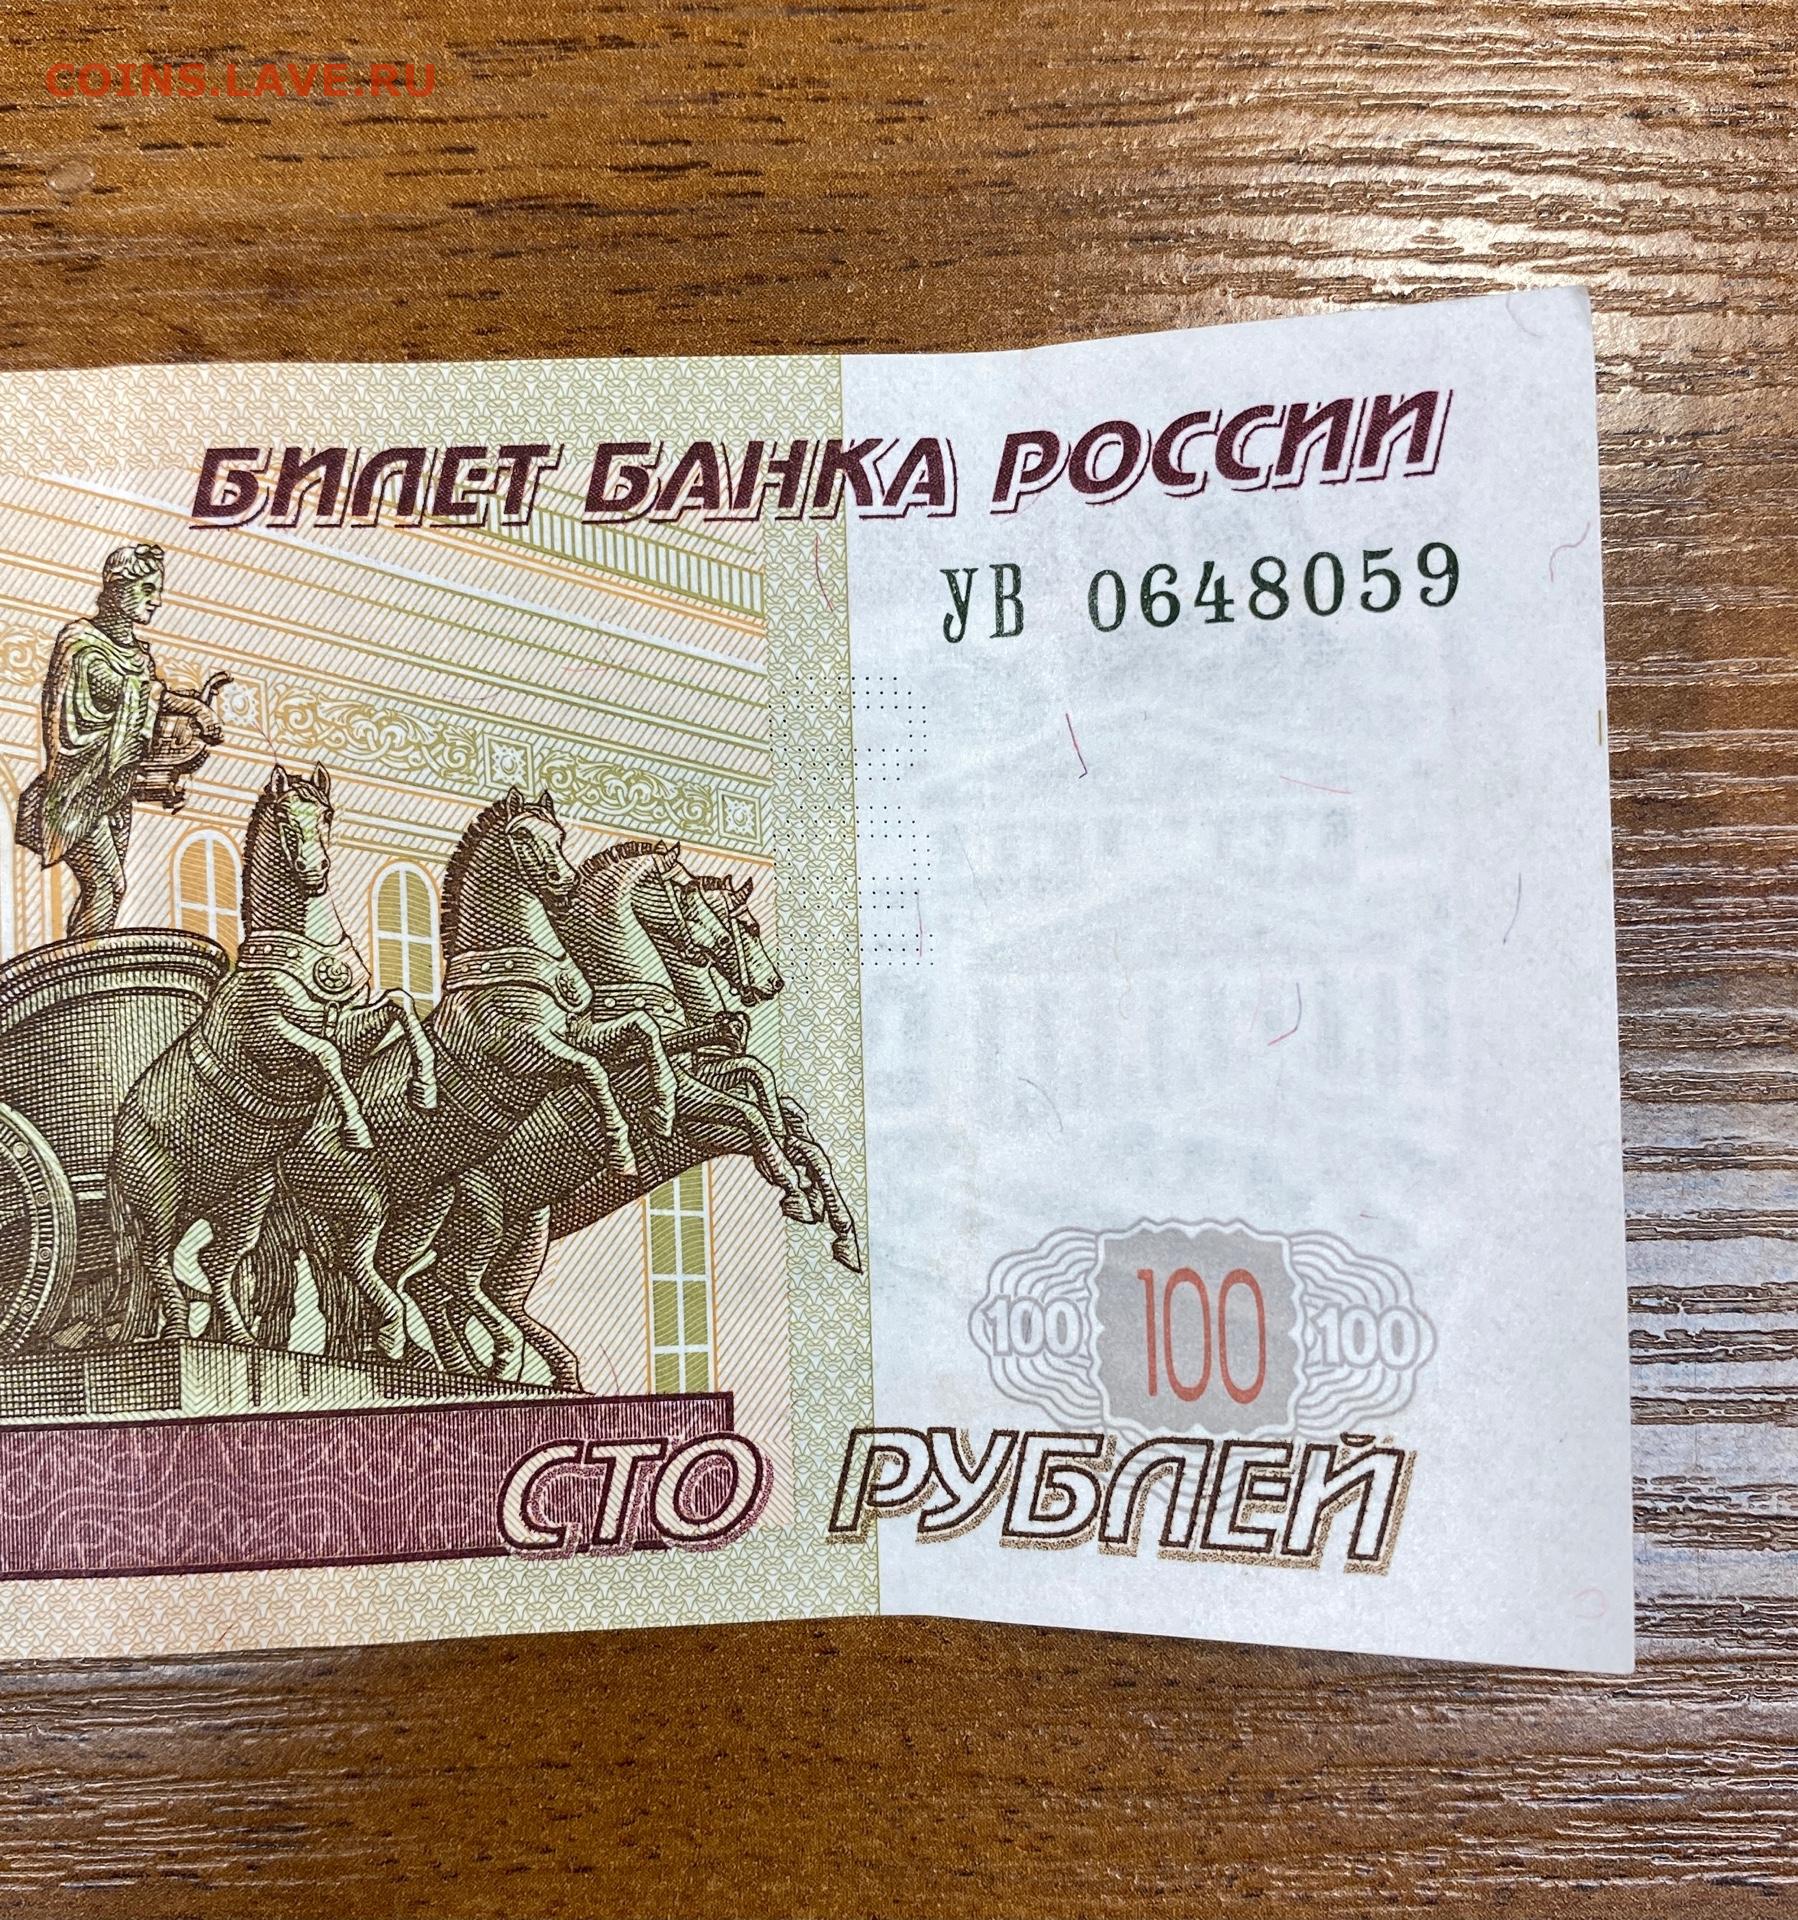 COINS.LAVE.RU
БИЛЕТ БАНКА РОССИИ
УВ 0648059
100 100 100
СТО РУБЛЕЙ